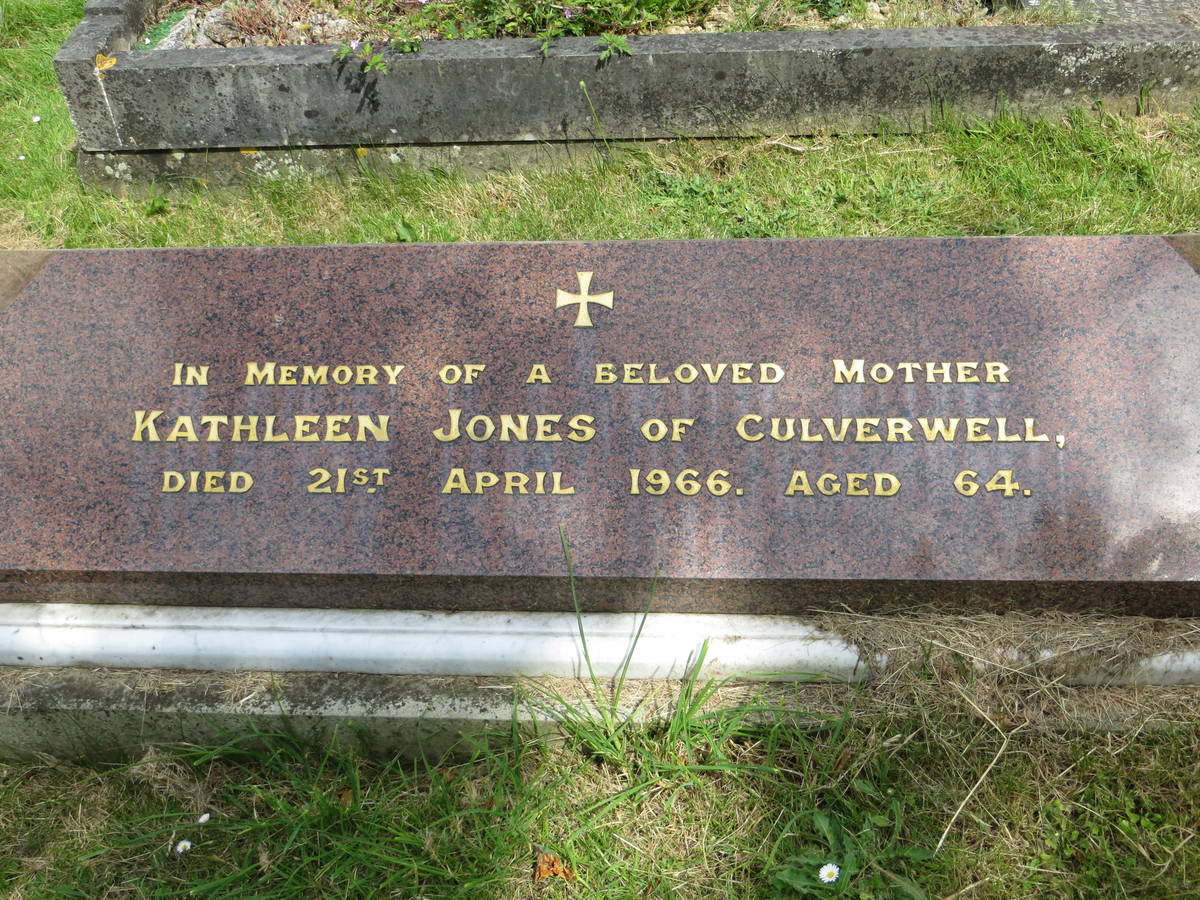 In Memory of a beloved Mother
Kathleen Jones of Culverwell,
died 21st. April 1966. Aged 64.